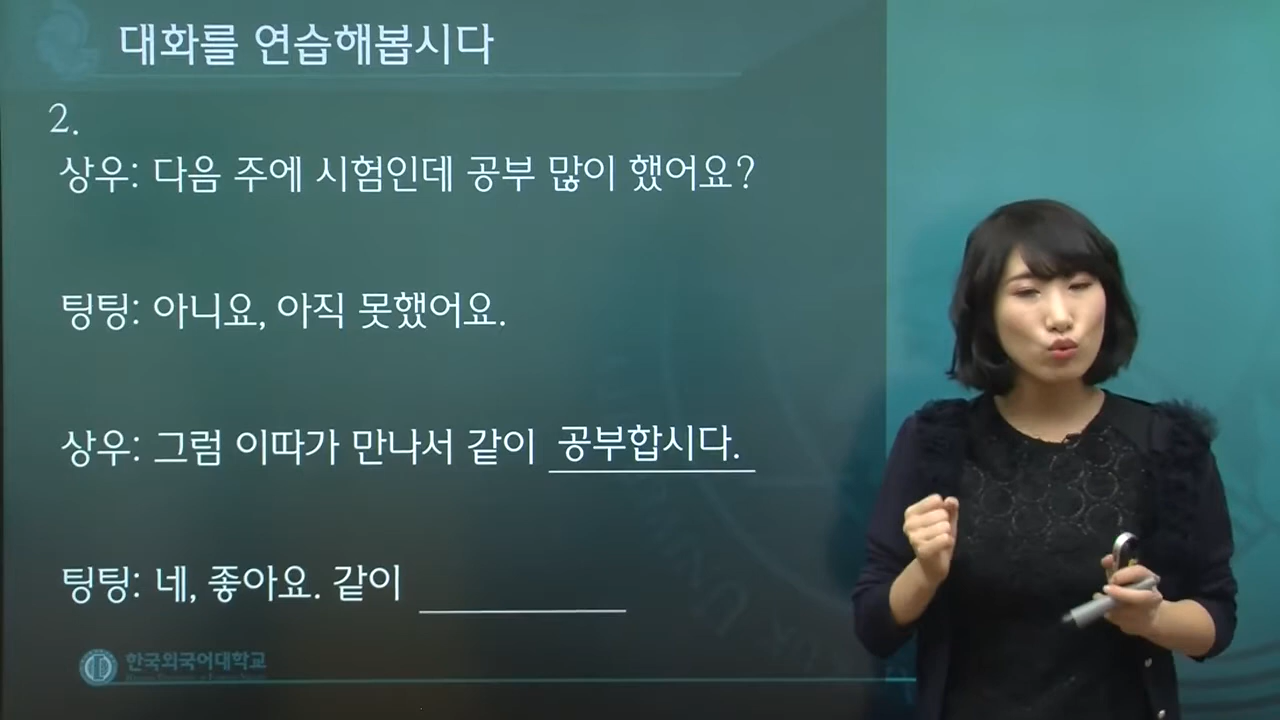 대화를 연습해봅시다
2.
상우: 다음 주에 시험인데 공부 많이 했어요?
팅팅: 아니요, 아직 못했어요.
상우: 그럼 이따가 만나서 같이 공부합시다.
팅팅: 네, 좋아요. 같이
한국외국어대학교